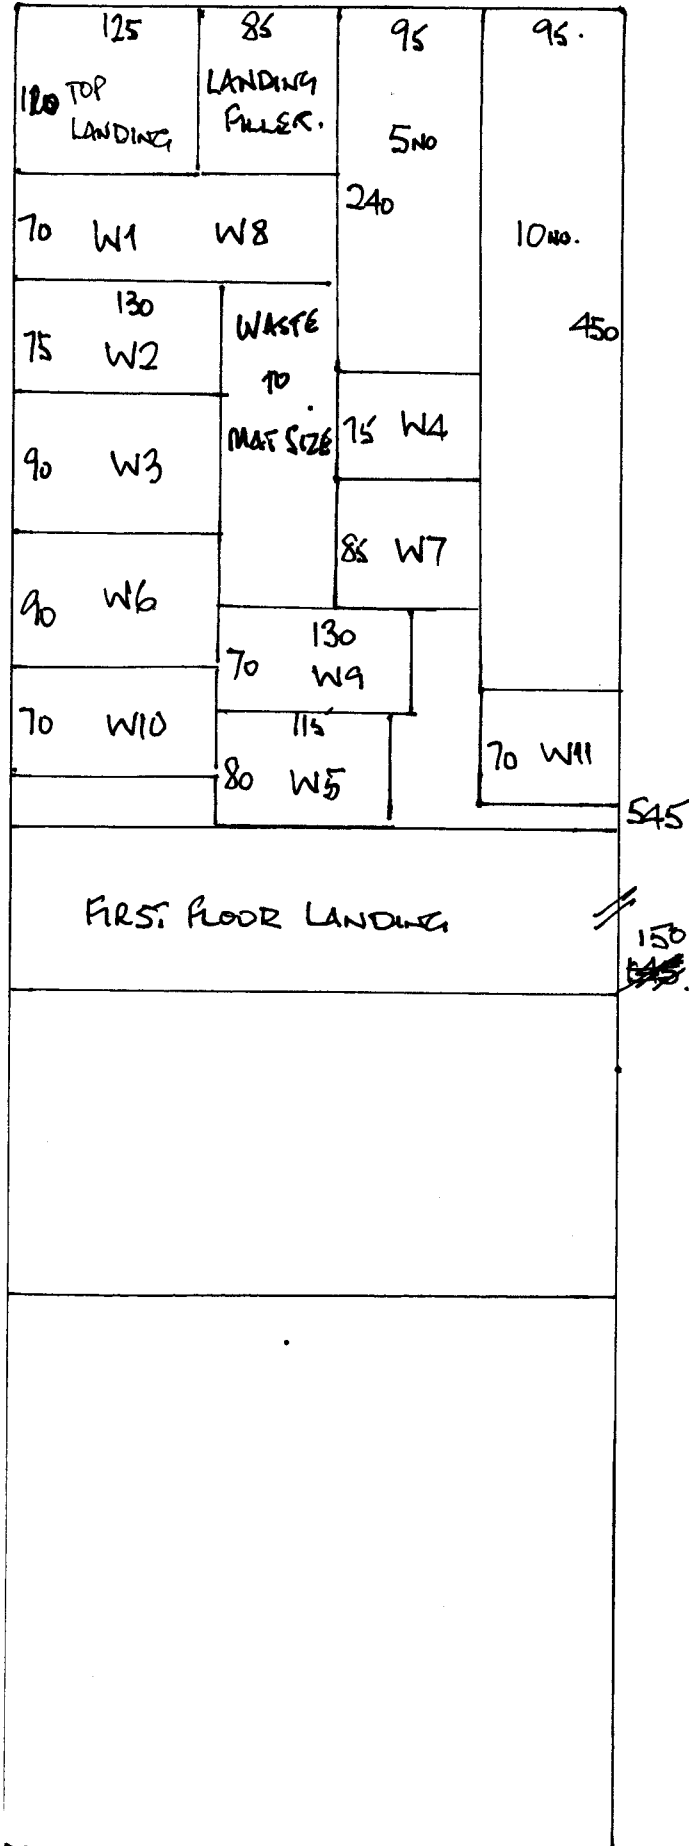 125 85 95 95.
120 TOP
LANDING
LANDING
FILLER.
5NO
240
10NO.
450
70 W1 W8
130
75 W2
WASTE
TO
MAT SIZE
75 W4
90 W3
85 W7
90 W6
130
70 W9
70 W10
115
80 W5
70 W11
545
FIRST FLOOR LANDING
150